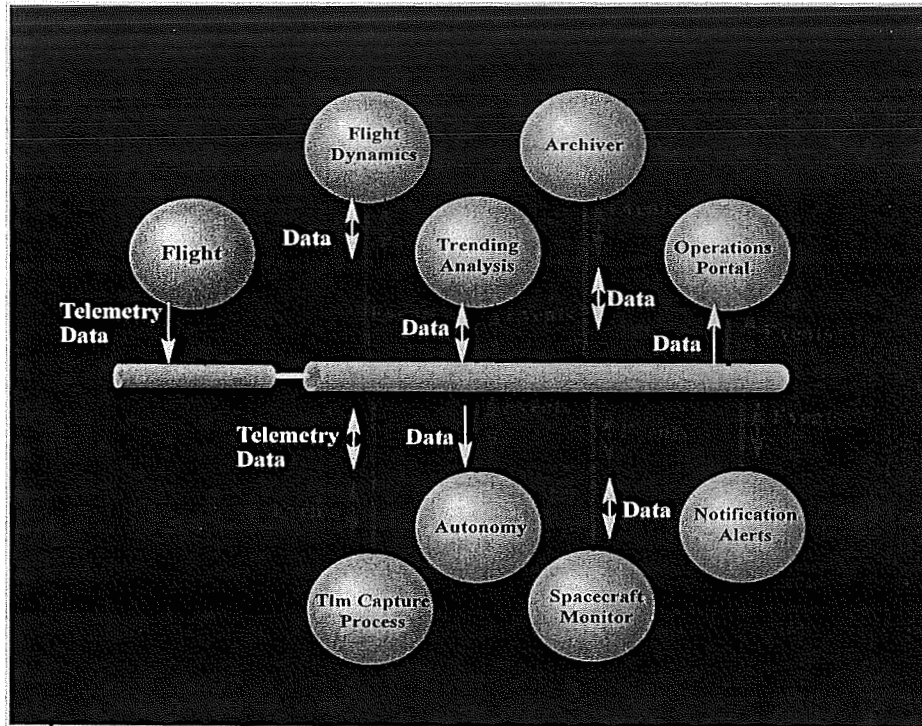 Flight
Dynamics
Archiver
Flight
Data
Trending
Analysis
Operations
Portal
Telemetry
Data
Data
Data
Data
Telemetry
Data
Data
Autonomy
Data
Notification
Alerts
Tlm Capture
Process
Spacecraft
Monitor